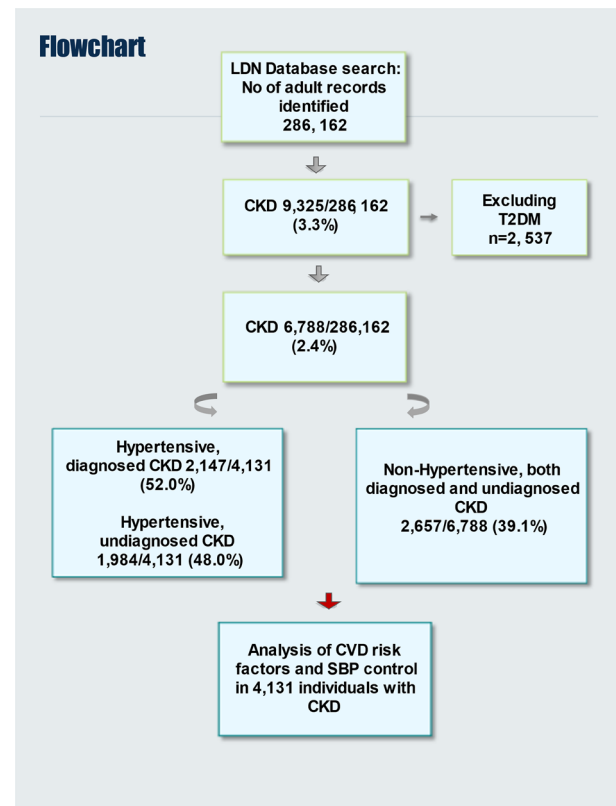 Flowchart
LDN Database search:
No of adult records
identified
286, 162
CKD 9,325/286, 162
(3.3%)
Excluding
T2DM
n=2, 537
CKD 6,788/286,162
(2.4%)
Hypertensive,
diagnosed CKD 2,147/4,131
(52.0%)
Hypertensive,
undiagnosed CKD
1,984/4,131 (48.0%)
Non-Hypertensive, both
diagnosed and undiagnosed
CKD
2,657/6,788 (39.1%)
Analysis of CVD risk
factors and SBP control
in 4,131 individuals with
CKD